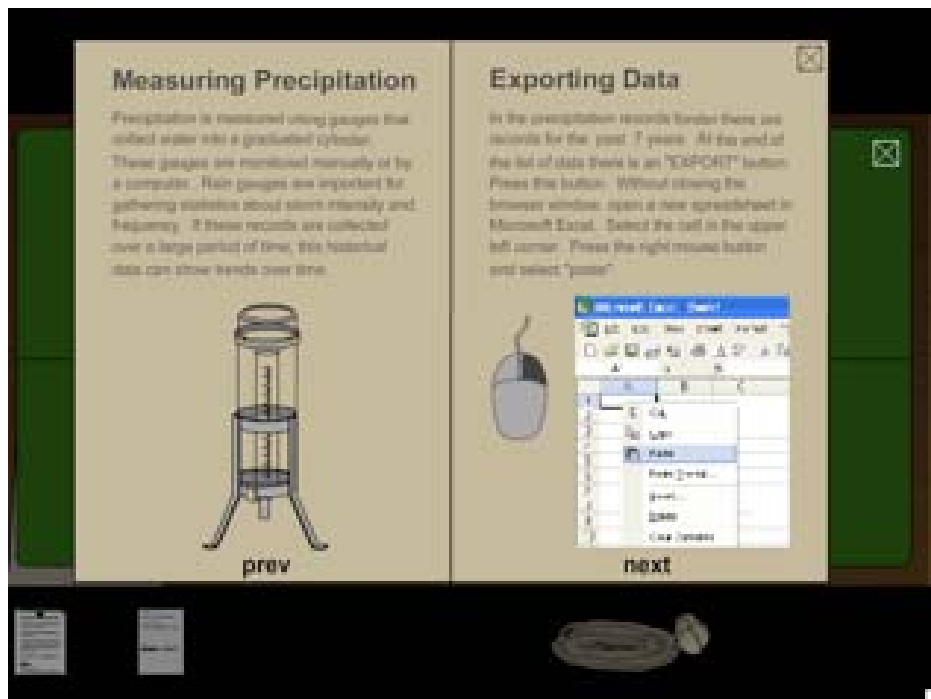 Measuring Precipitation
Precipitation is measured using gauges that
collect water into a graduated cylinder.
These gauges are monitored manually or by
a computer. Rain gauges are important for
gathering statistics about storm intensity and
frequency. If these records are collected
over a large period of time, this historical
data can show trends over time.
prev
Exporting Data
In the precipitation records folder there are
records for the past 7 years. At the end of
the list of data there is an "EXPORT" button.
Press this button. Without closing the
browser window, open a new spreadsheet in
Microsoft Excel. Select the cell in the upper
left corner. Press the right mouse button
and select "paste"
A B C
Paste
next